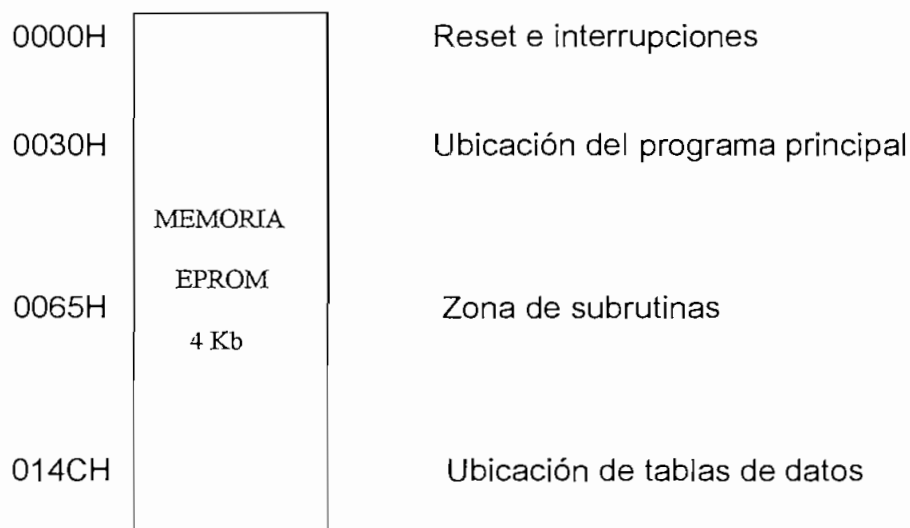 0000H Reset e interrupciones
0030H Ubicación del programa principal
MEMORIA
EPROM
0065H Zona de subrutinas
4 Kb
014CH Ubicación de tablas de datos